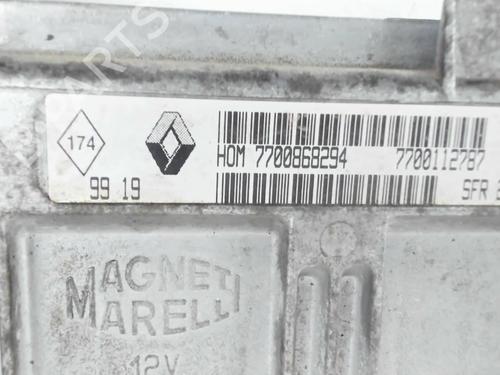 174
HOM 7700868294 7700112787
99 19 SFR
MAGNETI
MARELLI
12V